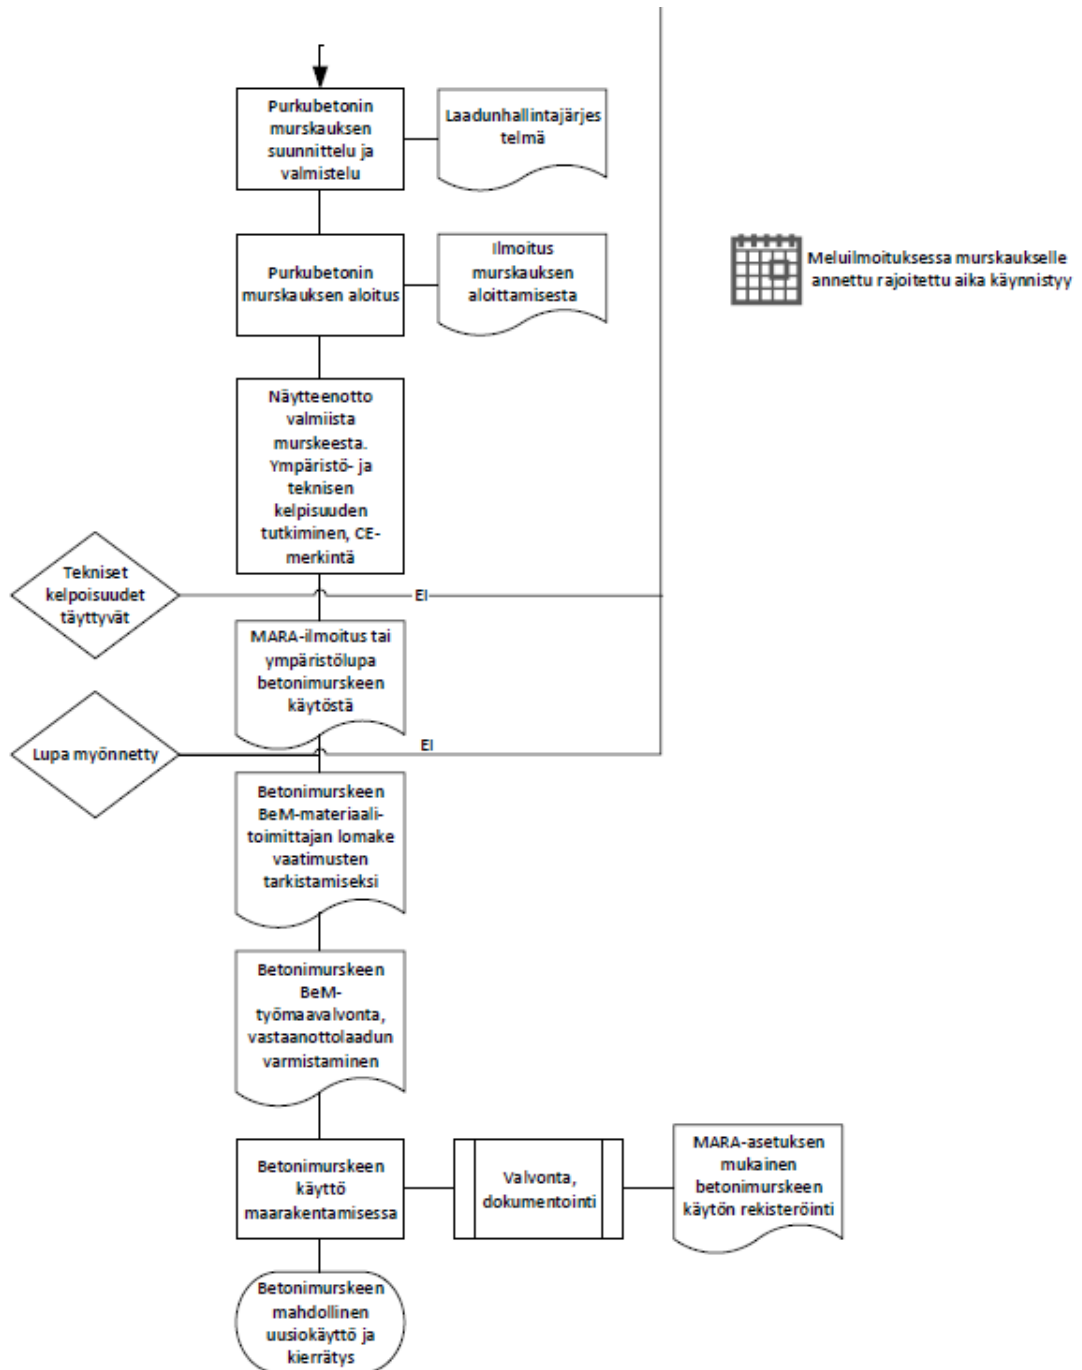 Purkubetonin
murskauksen
suunnittelu ja
valmistelu
Laadunhallintajärjes
telmä
Purkubetonin
murskauksen aloitus
Ilmoitus
murskauksen
aloittamisesta
Meluilmoituksessa murskaukselle
annettu rajoitettu aika käynnistyy
Näytteenotto
valmiista
murskeesta.
Ympäristö- ja
teknisen
kelpisuuden
tutkiminen, CE-
merkintä
Tekniset
kelpoisuudet
täyttyvät
EI
MARA-ilmoitus tai
ympäristölupa
betonimurskeen
käytöstä
Lupa myönnetty
EI
Betonimurskeen
BeM-materiaali-
toimittajan lomake
vaatimusten
tarkistamiseksi
Betonimurskeen
BeM-
työmaavalvonta,
vastaanottolaadun
varmistaminen
Betonimurskeen
käyttö
maarakentamisessa
Valvonta,
dokumentointi
MARA-asetuksen
mukainen
betonimurskeen
käytön rekisteröinti
Betonimurskeen
mahdollinen
uusiokäyttö ja
kierrätys